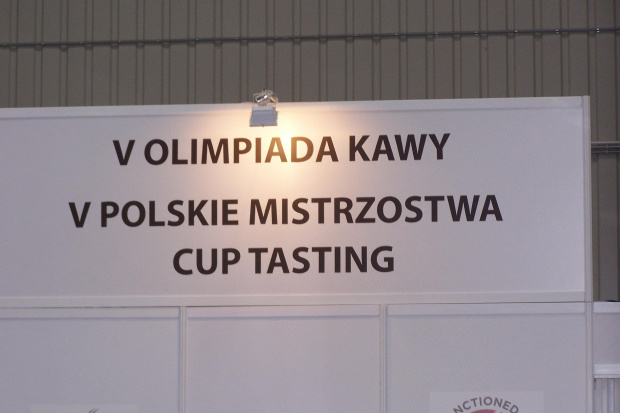 V OLIMPIADA KAWY
V POLSKIE MISTRZOSTWA
CUP TASTING